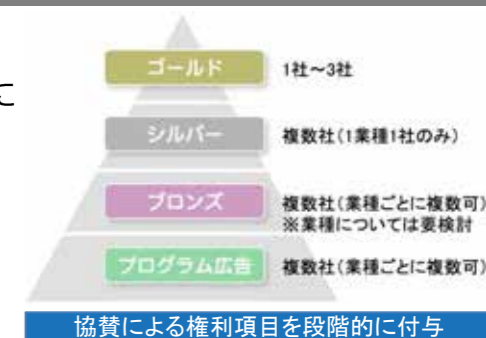 に
ゴールド
1社～3社
シルバー
複数社(1業種1社のみ)
ブロンズ
複数社(業種ごとに複数可)
※業種については要検討
プログラム広告
複数社(業種ごとに複数可)
協賛による権利項目を段階的に付与